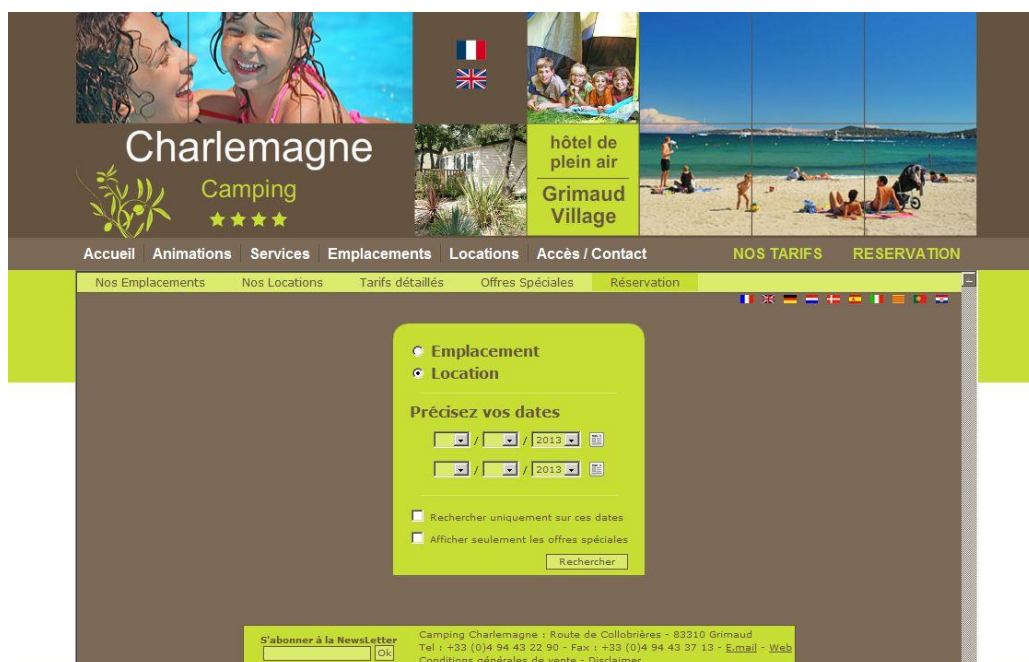 Charlemagne
Camping
hôtel de
plein air
Grimaud
Village
Accueil Animations Services Emplacements Locations Accès / Contact NOS TARIFS RESERVATION
Nos Emplacements Nos Locations Tarifs détaillés Offres Spéciales Réservation
Emplacement
Location
Précisez vos dates
/ / 2013
/ / 2013
Rechercher uniquement sur ces dates
Afficher seulement les offres spéciales
Rechercher
S'abonner à la NewsLetter
Ok
Camping Charlemagne : Route de Collobrières - 83310 Grimaud
Tel : +33 (0)4 94 43 22 90 - Fax : +33 (0)4 94 43 37 13 - E.mail - Web
Conditions générales de vente - Disclaimer